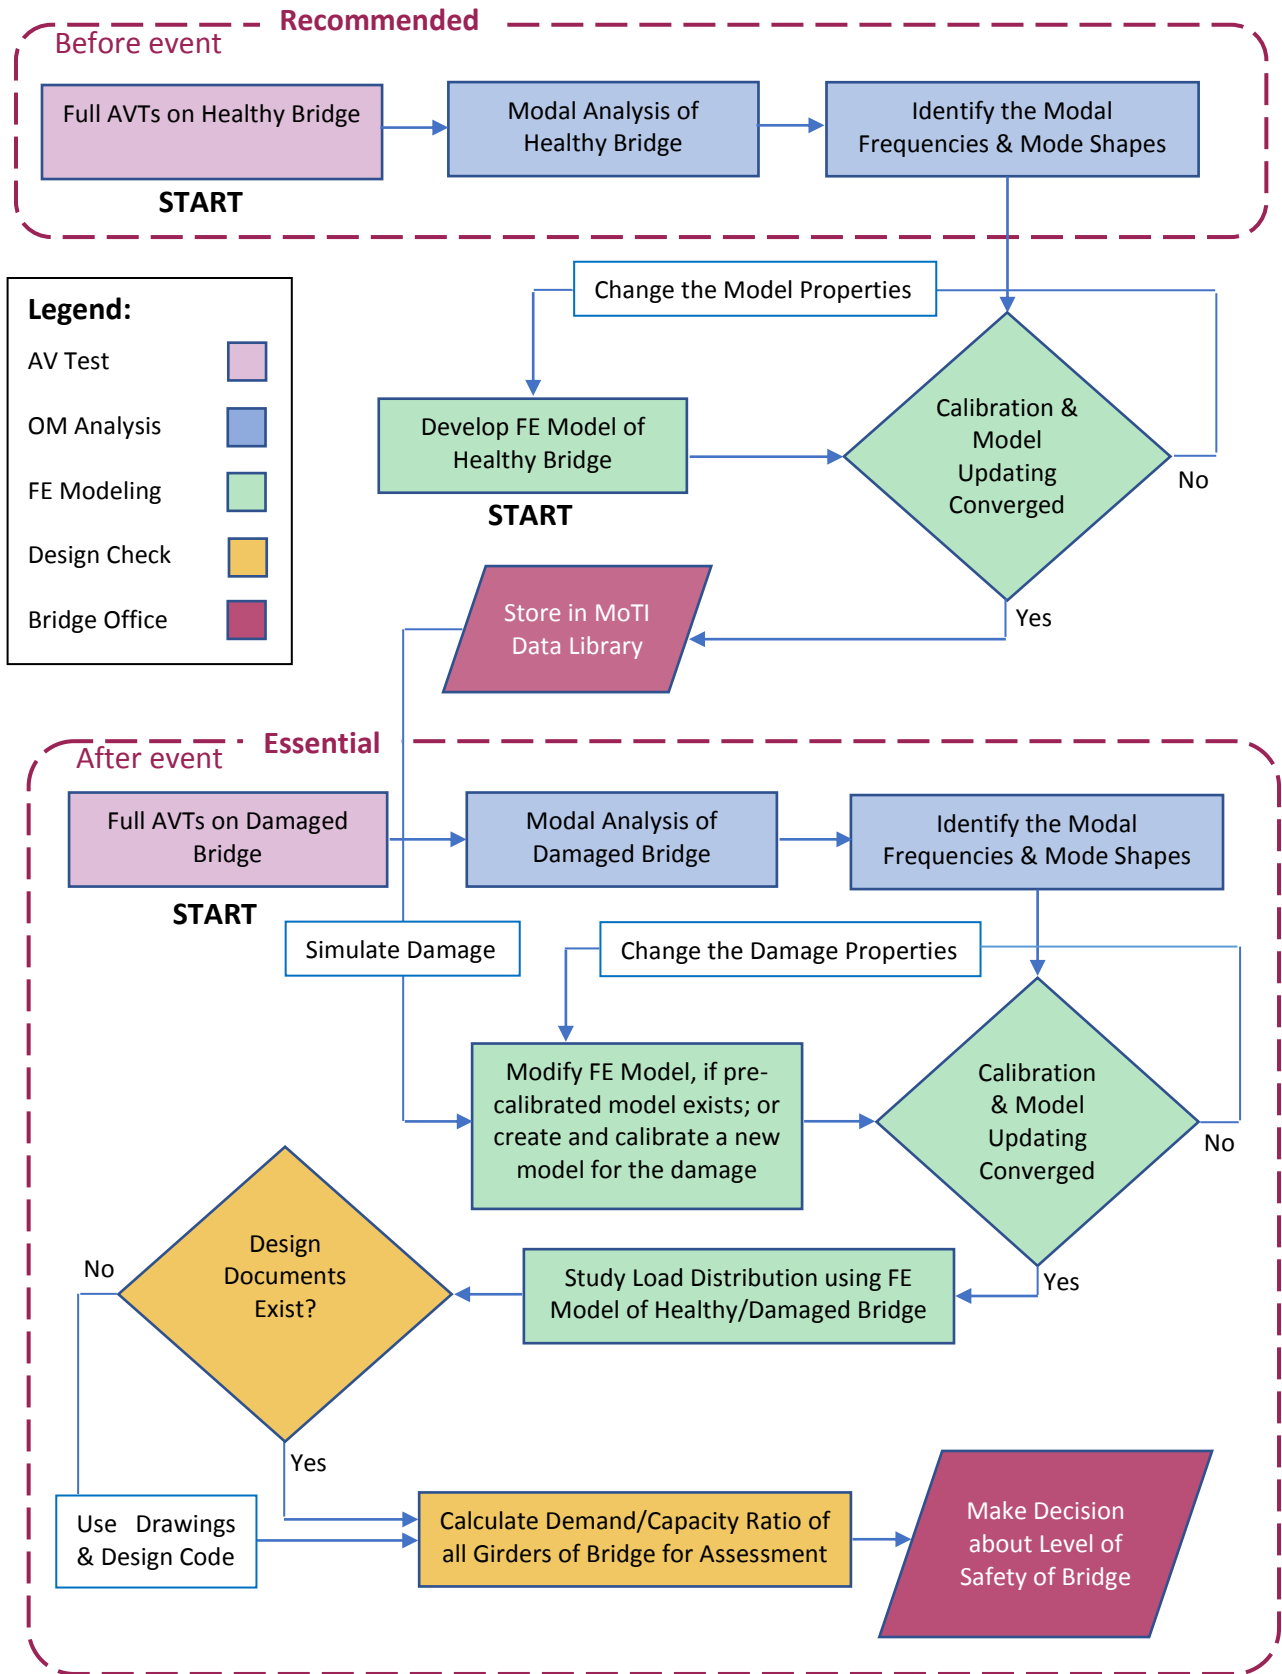 Recommended
Before event
Full AVTs on Healthy Bridge
START
Modal Analysis of
Healthy Bridge
Identify the Modal
Frequencies & Mode Shapes
Legend:
AV Test
OM Analysis
FE Modeling
Design Check
Bridge Office
Change the Model Properties
Develop FE Model of
Healthy Bridge
START
Calibration &
Model
Updating
Converged
No
Yes
Store in MoTI
Data Library
Essential
After event
Full AVTs on Damaged
Bridge
START
Modal Analysis of
Damaged Bridge
Identify the Modal
Frequencies & Mode Shapes
Simulate Damage
Change the Damage Properties
Modify FE Model, if pre-
calibrated model exists; or
create and calibrate a new
model for the damage
Calibration
& Model
Updating
Converged
No
Yes
Study Load Distribution using FE
Model of Healthy/Damaged Bridge
Design
Documents
Exist?
No
Yes
Use Drawings
& Design Code
Calculate Demand/Capacity Ratio of
all Girders of Bridge for Assessment
Make Decision
about Level of
Safety of Bridge